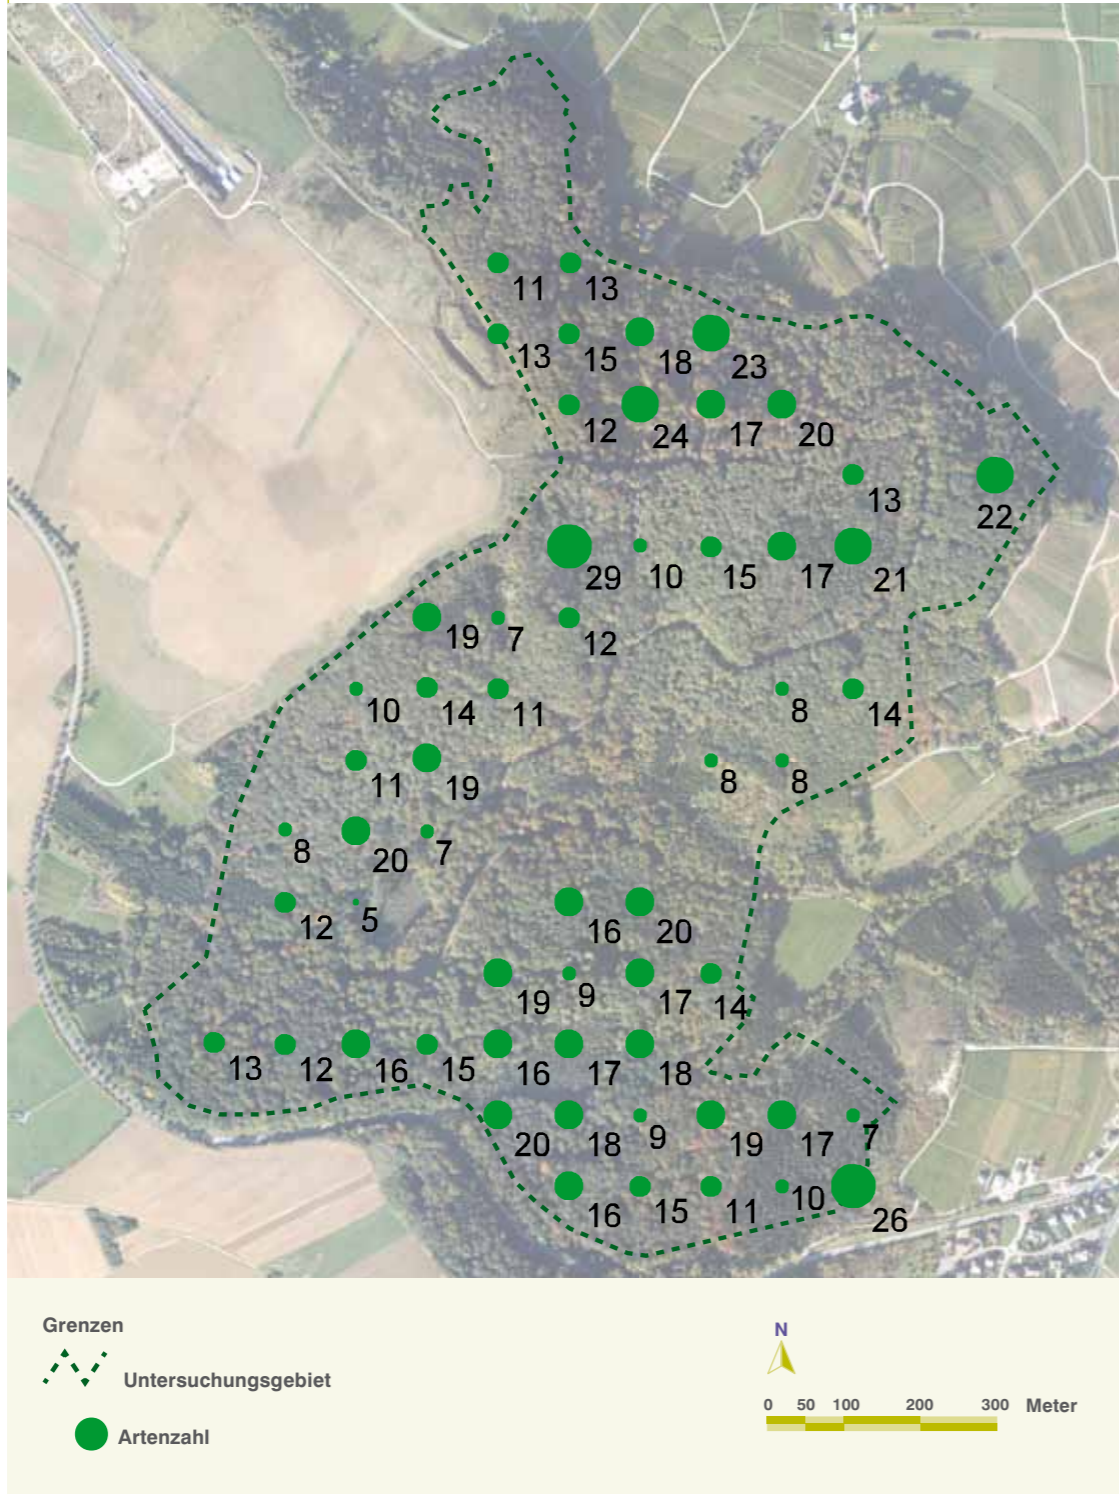 11 13
13 15 18 23
12 24 17 20
13 22
29 10 15 17 21
19 7 12
10 14 11 8 14
11 19 8 8
8 20 7
12 5 16 20
19 9 17 14
13 12 16 15 16 17 18
20 18 9 19 17 7
16 15 11 10 26
Grenzen
Untersuchungsgebiet
Artenzahl
N
0 50 100 200 300 Meter